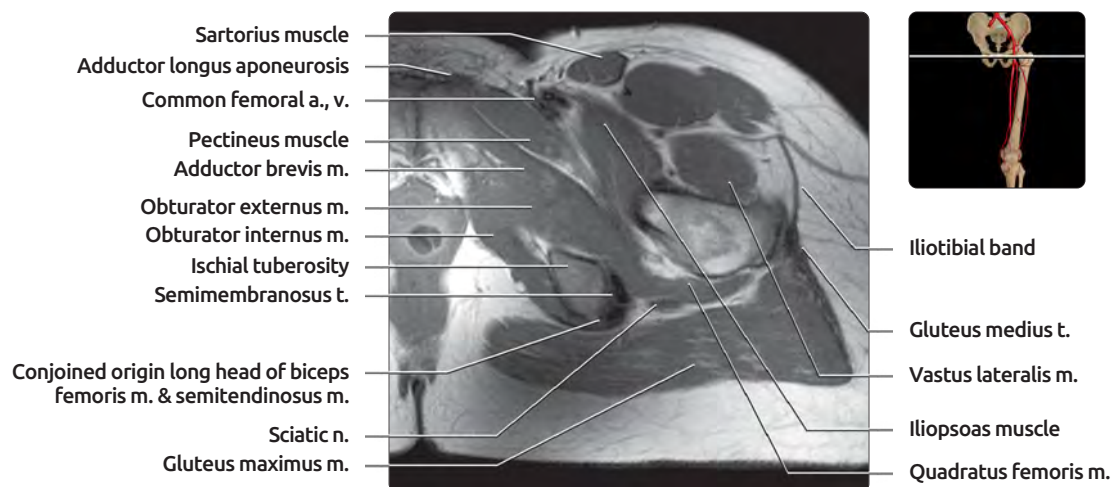 Sartorius muscle
Adductor longus aponeurosis
Common femoral a., v.
Pectineus muscle
Adductor brevis m.
Obturator externus m.
Obturator internus m.
Ischial tuberosity
Semimembranosus t.
Conjoined origin long head of biceps
femoris m. & semitendinosus m.
Sciatic n.
Gluteus maximus m.
Iliotibial band
Gluteus medius t.
Vastus lateralis m.
Iliopsoas muscle
Quadratus femoris m.